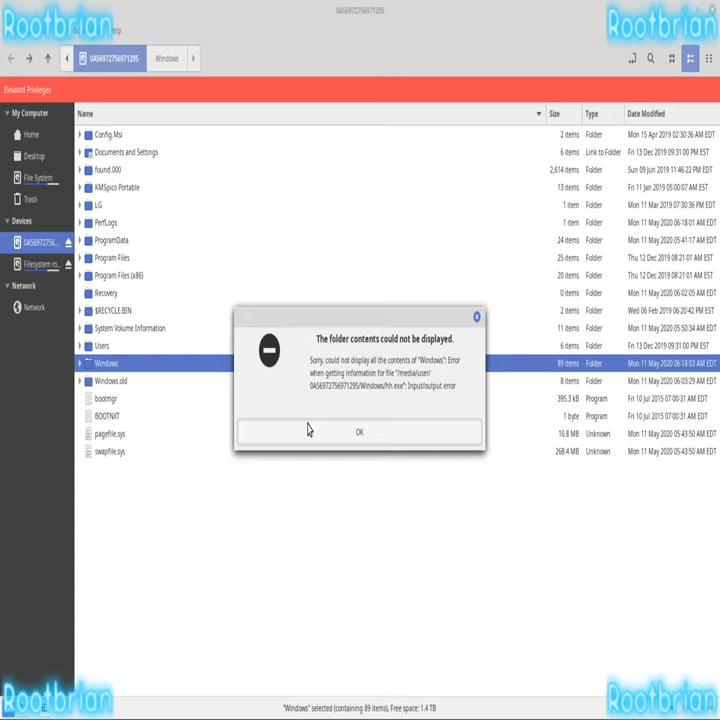 0A56972756971295
Rootbrian
Rootbrian
elp
0A56972756971295 Windows
Elevated Privileges
My Computer
Home
Desktop
File System
Trash
Devices
0A56972756...
Filesystem ro...
Network
Network
Name Size Type Date Modified
Config.Msi 2 items Folder Mon 15 Apr 2019 02:30:36 AM EDT
Documents and Settings 6 items Link to Folder Fri 13 Dec 2019 09:31:00 PM EST
found.000 2,614 items Folder Sun 09 Jun 2019 11:46:22 PM EDT
KMSpico Portable 13 items Folder Fri 11 Jan 2019 05:00:07 AM EST
LG 1 item Folder Mon 11 Mar 2019 07:30:36 PM EDT
PerfLogs 1 item Folder Mon 11 May 2020 06:18:01 AM EDT
ProgramData 24 items Folder Mon 11 May 2020 05:41:17 AM EDT
Program Files 25 items Folder Thu 12 Dec 2019 08:21:01 AM EST
Program Files (x86) 20 items Folder Thu 12 Dec 2019 08:21:01 AM EST
Recovery 0 items Folder Mon 11 May 2020 06:02:05 AM EDT
$RECYCLE.BIN 2 items Folder Wed 06 Feb 2019 06:20:42 PM EST
System Volume Information 11 items Folder Mon 11 May 2020 05:50:34 AM EDT
Users 6 items Folder Fri 13 Dec 2019 09:31:00 PM EST
Windows 89 items Folder Mon 11 May 2020 06:18:03 AM EDT
Windows.old 8 items Folder Mon 11 May 2020 06:03:29 AM EDT
bootmgr 395.3 kB Program Fri 10 Jul 2015 07:00:31 AM EDT
BOOTNXT 1 byte Program Fri 10 Jul 2015 07:00:31 AM EDT
pagefile.sys 16.8 MB Unknown Mon 11 May 2020 05:43:50 AM EDT
swapfile.sys 268.4 MB Unknown Mon 11 May 2020 05:43:50 AM EDT
The folder contents could not be displayed.
Sorry, could not display all the contents of "Windows": Error
when getting information for file "/media/user/
0A56972756971295/Windows/hh.exe": Input/output error
OK
Rootbrian
Rootbrian
"Windows" selected (containing 89 items), Free space: 1.4 TB